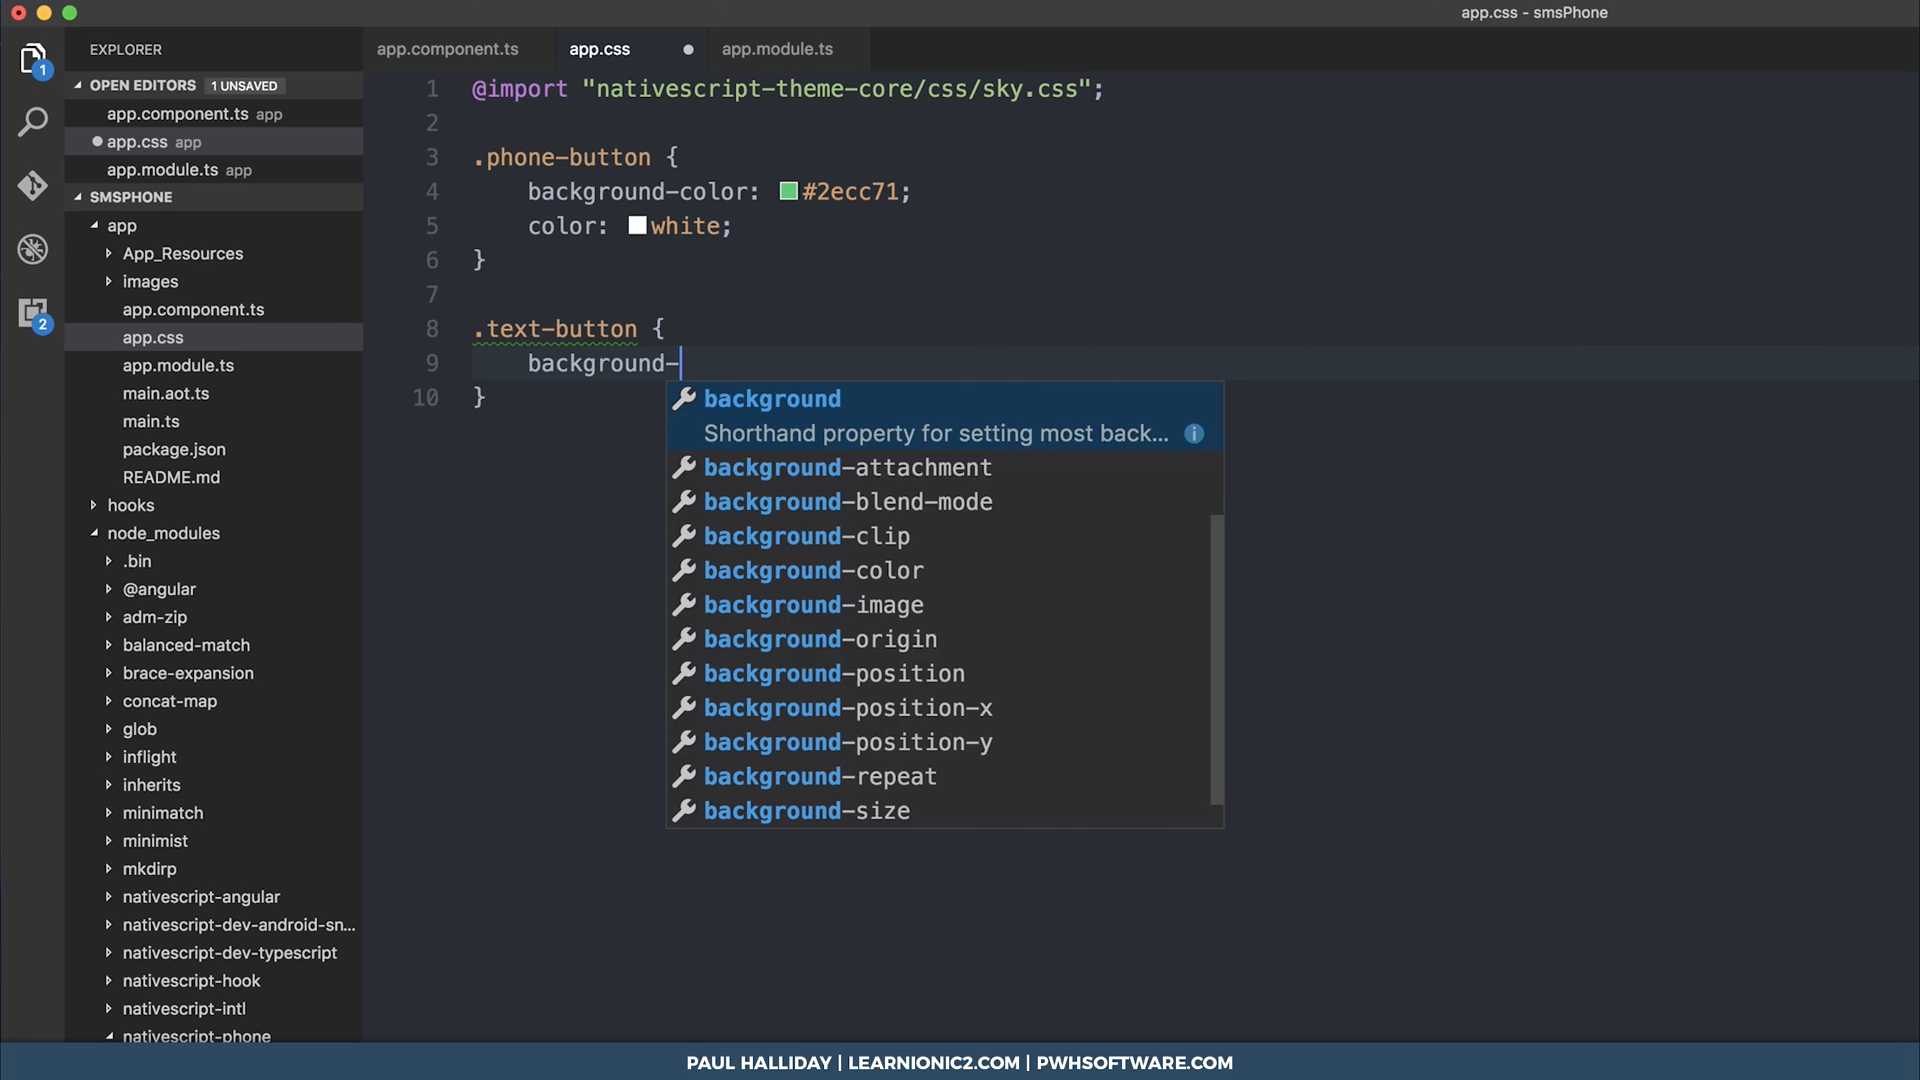 app.css - smsPhone
EXPLORER
app.component.ts
app.css
app.module.ts
1
OPEN EDITORS 1 UNSAVED
app.component.ts app
app.css app
app.module.ts app
SMSPHONE
app
App_Resources
images
app.component.ts
app.css
app.module.ts
main.aot.ts
main.ts
package.json
README.md
hooks
node_modules
.bin
@angular
adm-zip
balanced-match
brace-expansion
concat-map
glob
inflight
inherits
minimatch
minimist
mkdirp
nativescript-angular
nativescript-dev-android-sn...
nativescript-dev-typescript
nativescript-hook
nativescript-intl
nativescript-phone
2
1 @import "nativescript-theme-core/css/sky.css";
2
3 .phone-button {
4 background-color: #2ecc71;
5 color: white;
6 }
7
8 .text-button {
9 background-
10 }
background
Shorthand property for setting most back...
background-attachment
background-blend-mode
background-clip
background-color
background-image
background-origin
background-position
background-position-x
background-position-y
background-repeat
background-size
PAUL HALLIDAY | LEARNIONIC2.COM | PWHSOFTWARE.COM